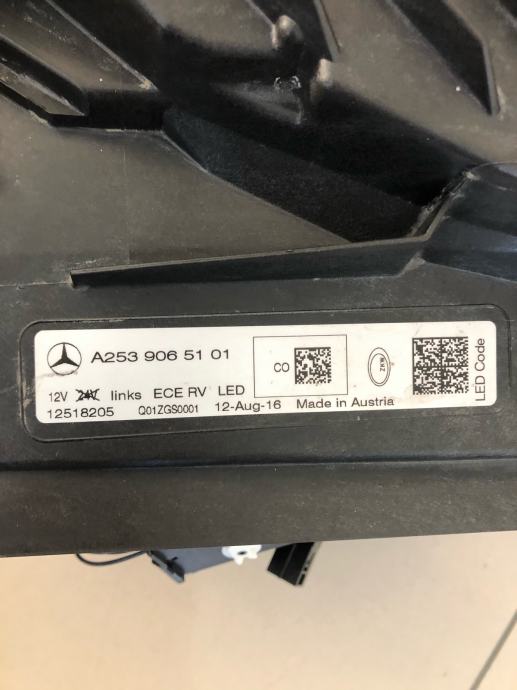 A253 906 51 01
CO
12V 24V links ECE RV LED
12518205 Q01ZGS0001 12-Aug-16 Made in Austria
LED Code